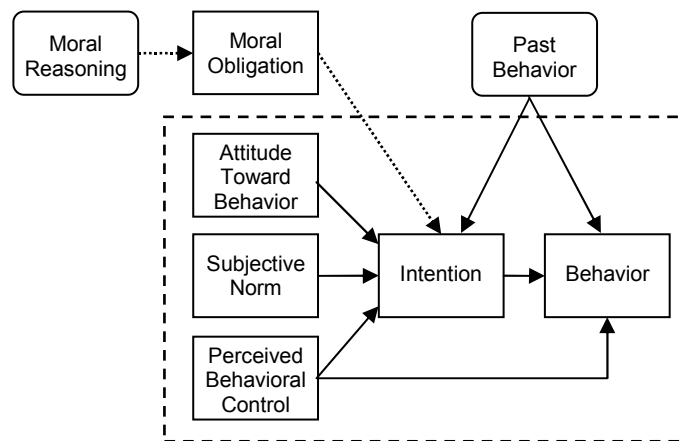 Moral
Reasoning
Moral
Obligation
Past
Behavior
Attitude
Toward
Behavior
Subjective
Norm
Intention
Behavior
Perceived
Behavioral
Control